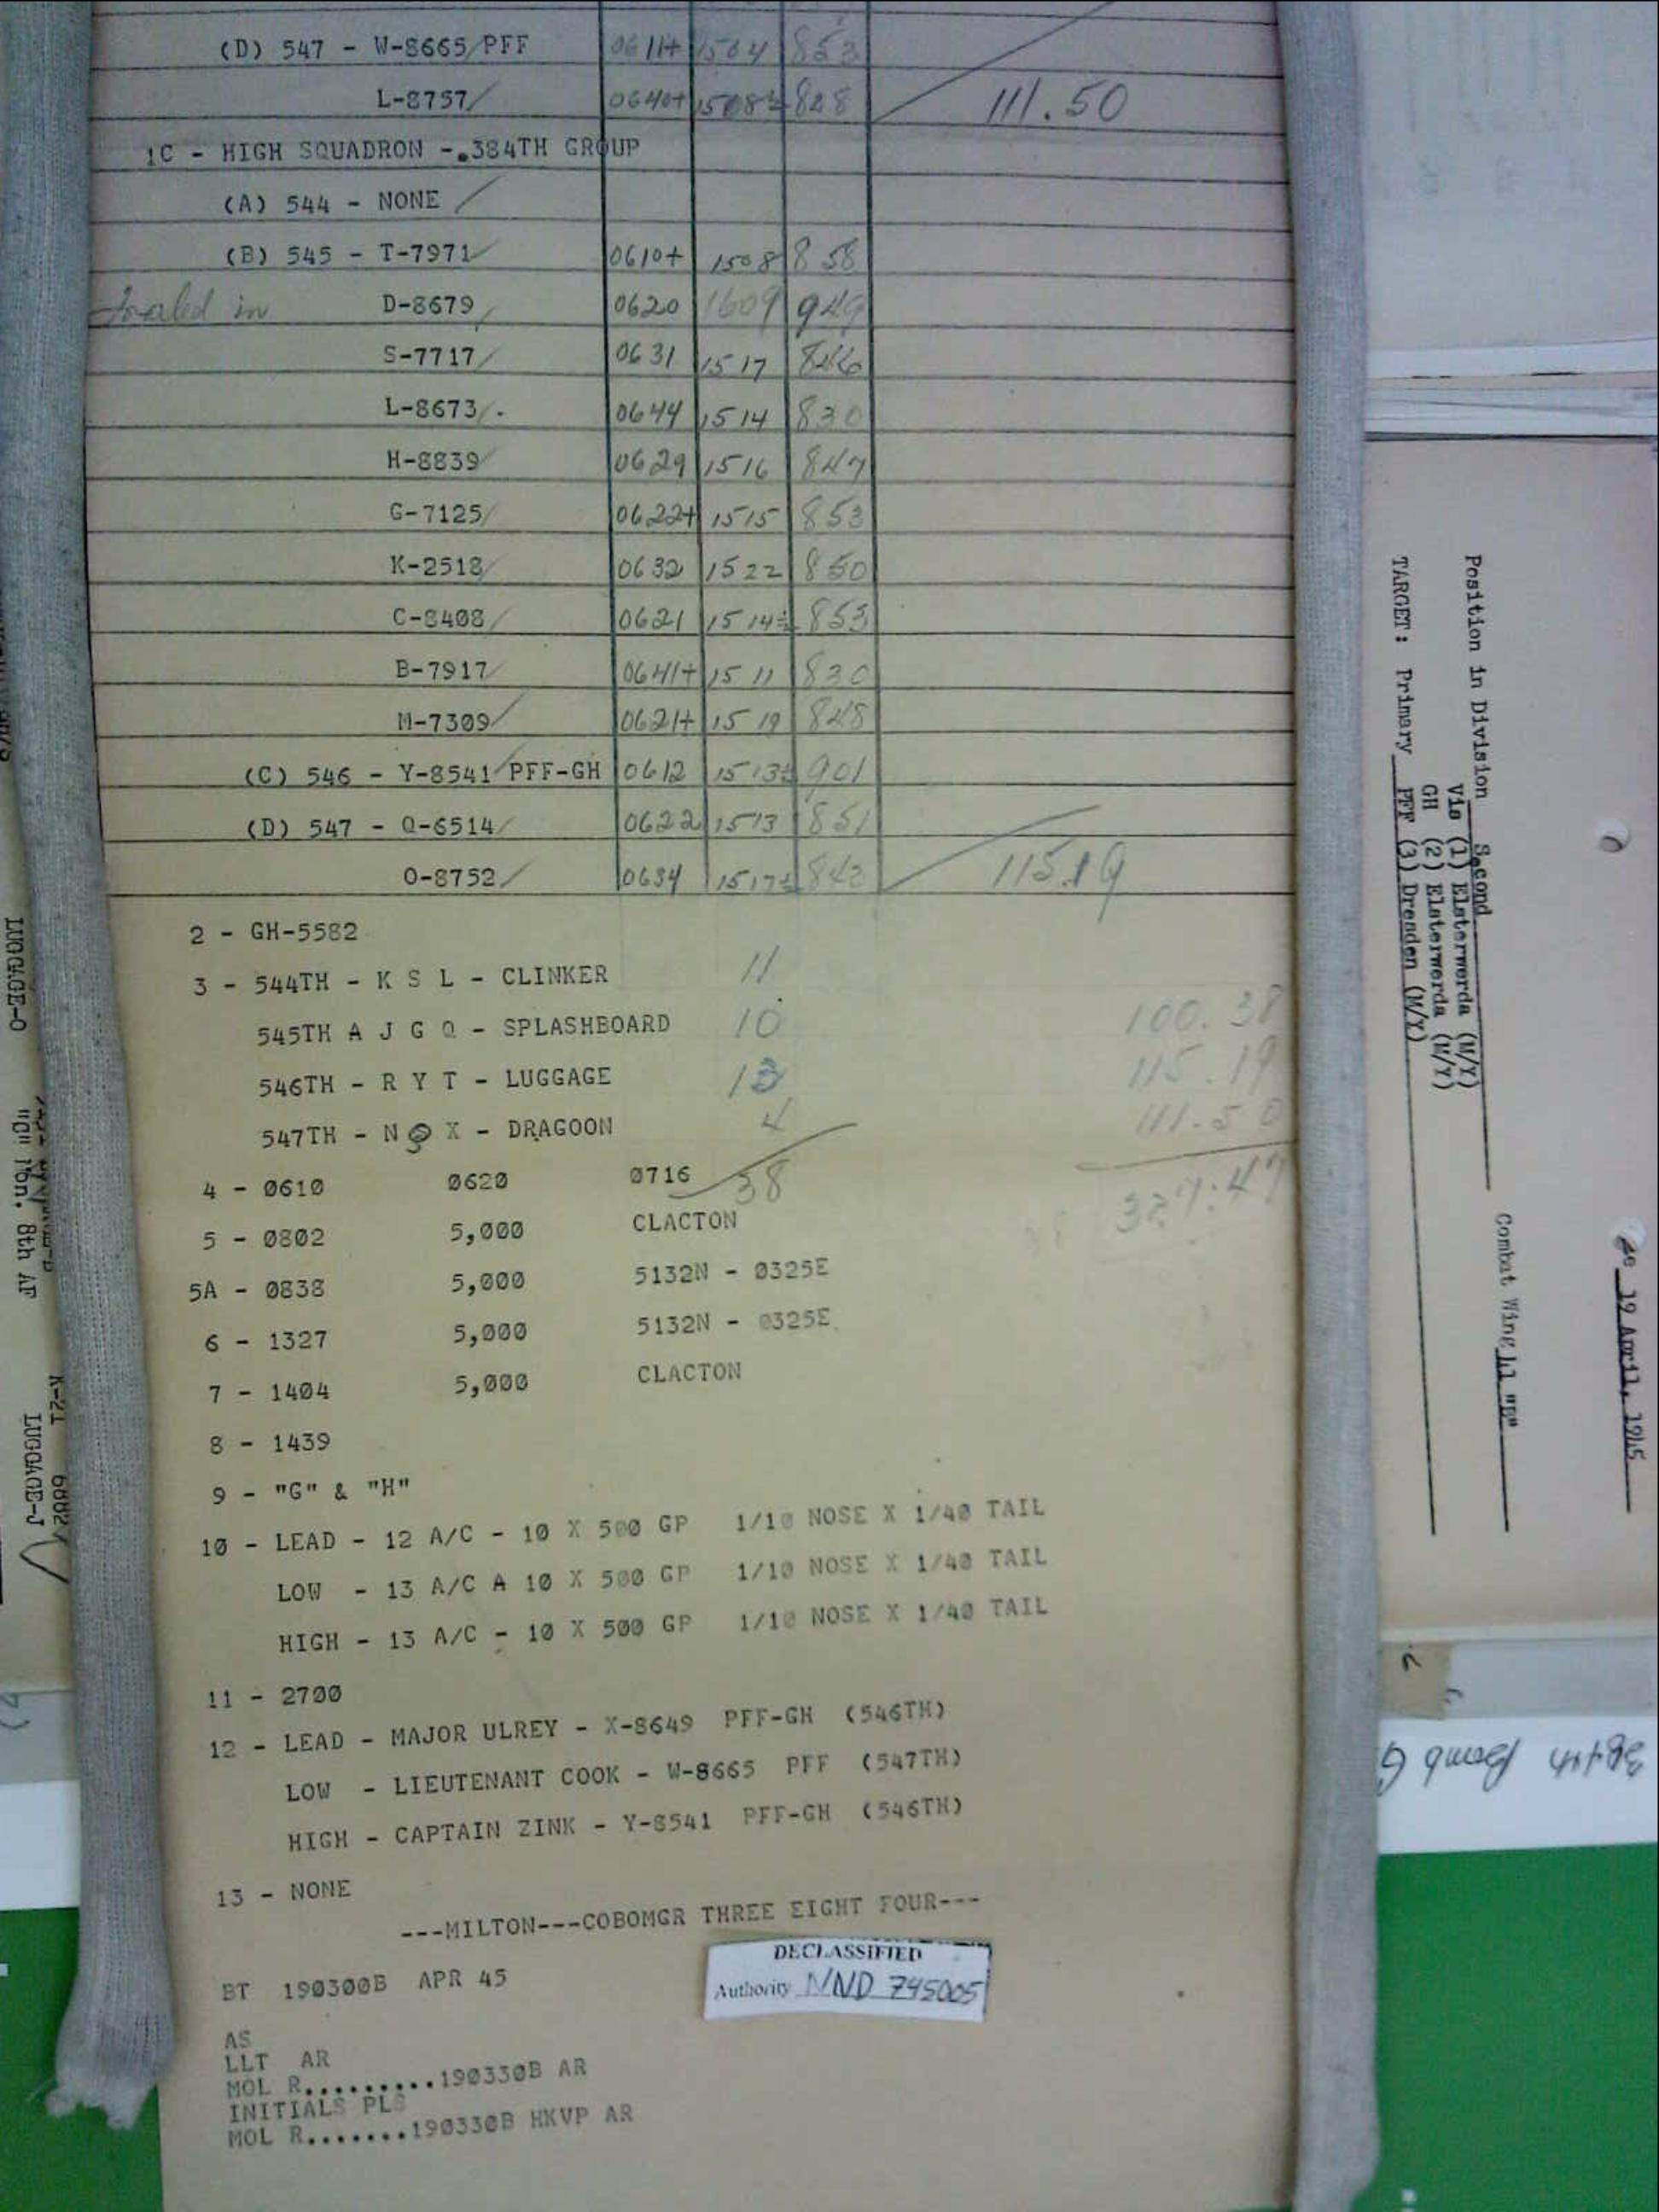 (D) 547 - W-8665/PFF 0611+ 1504 853
L-8757/ 0640+ 1508½ 828 111.50
1C - HIGH SQUADRON -.384TH GROUP
(A) 544 - NONE /
(B) 545 - T-7971/ 0610+ 1508 858
in D-8679/ 0620 1609 949
S-7717/ 0631 1517 846
L-8673/. 0644 1514 830
H-8839/ 0629 1516 847
G-7125/ 0622+ 1515 853
K-2518/ 0632 1522 850
C-8408/ 0621 1514½ 853
B-7917/ 0641+ 1511 830
M-7309/ 0621+ 1519 848
(C) 546 - Y-8541/PFF-GH 0612 1513½ 901
(D) 547 - Q-6514/ 0622 1513 851
O-8752/ 0634 1517½ 843 115.19
2 - GH-5582
3 - 544TH - K S L - CLINKER 11
545TH A J G Q - SPLASHBOARD 10 100.38
546TH - R Y T - LUGGAGE 13 115.19
547TH - N S X - DRAGOON 4 111.50
4 - 0610 0620 0716 38 327:47
5 - 0802 5,000 CLACTON
5A - 0838 5,000 5132N - 0325E
6 - 1327 5,000 5132N - 0325E
7 - 1404 5,000 CLACTON
8 - 1439
9 - "G" & "H"
10 - LEAD - 12 A/C - 10 X 500 GP 1/10 NOSE X 1/40 TAIL
LOW - 13 A/C A 10 X 500 GP 1/10 NOSE X 1/40 TAIL
HIGH - 13 A/C - 10 X 500 GP 1/10 NOSE X 1/40 TAIL
11 - 2700
12 - LEAD - MAJOR ULREY - X-8649 PFF-GH (546TH)
LOW - LIEUTENANT COOK - W-8665 PFF (547TH)
HIGH - CAPTAIN ZINK - Y-8541 PFF-GH (546TH)
13 - NONE
---MILTON---COBOMGR THREE EIGHT FOUR---
BT 190300B APR 45
DECLASSIFIED
Authority NND 745005
AS
LLT AR
MOL R.........190330B AR
INITIALS PLS
MOL R.......190330B HKVP AR
19 April, 1945
Position in Division Second Combat Wing 41 "B"
Vis (1) Elsterwerda (M/Y)
GH (2) Elsterwerda (M/Y)
TARGET: Primary PFF (3) Dresden (M/Y)
384th Bomb G
LUGGAGE-O
8th AF
K-21
LUGGAGE-J